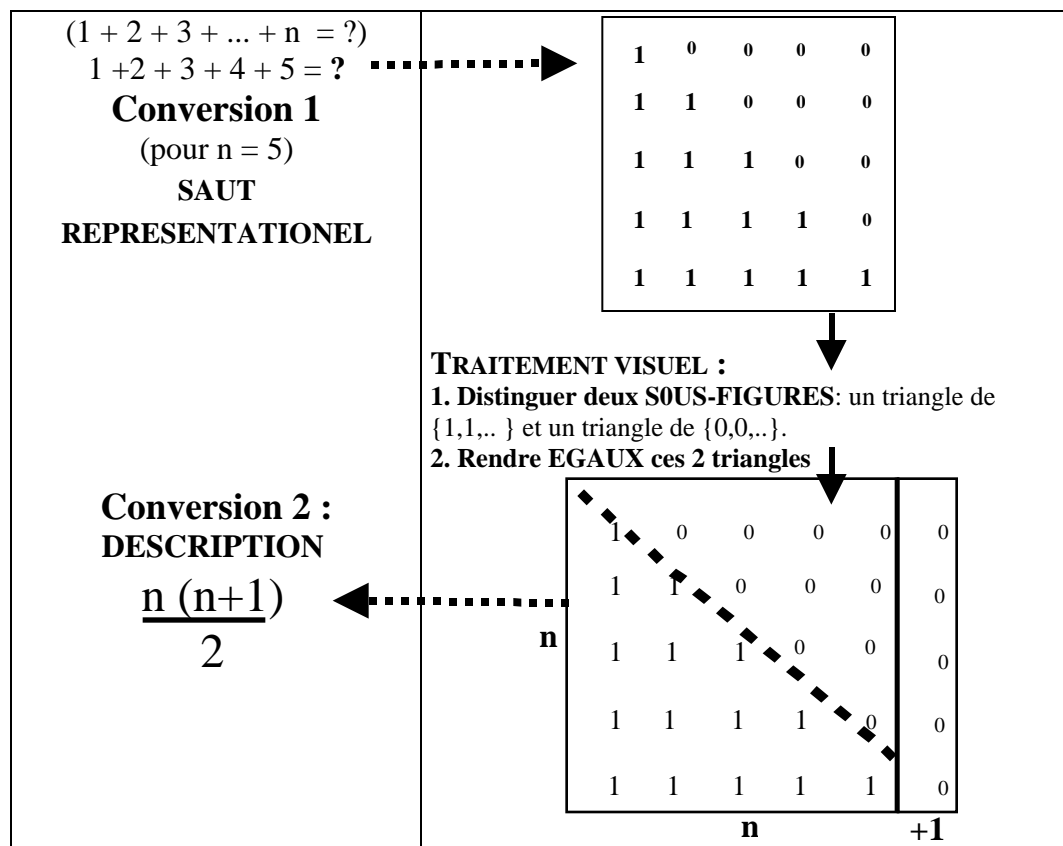 (1 + 2 + 3 + ... + n = ?)
1 +2 + 3 + 4 + 5 = ?
Conversion 1
(pour n = 5)
SAUT
REPRESENTATIONEL
1 0 0 0 0
1 1 0 0 0
1 1 1 0 0
1 1 1 1 0
1 1 1 1 1
TRAITEMENT VISUEL :
1. Distinguer deux S0US-FIGURES: un triangle de
{1,1,.. } et un triangle de {0,0,..}.
2. Rendre EGAUX ces 2 triangles
Conversion 2 :
DESCRIPTION
n (n+1)
2
1 0 0 0 0 0
1 1 0 0 0 0
n
1 1 1 0 0 0
1 1 1 1 0 0
1 1 1 1 1 0
n +1